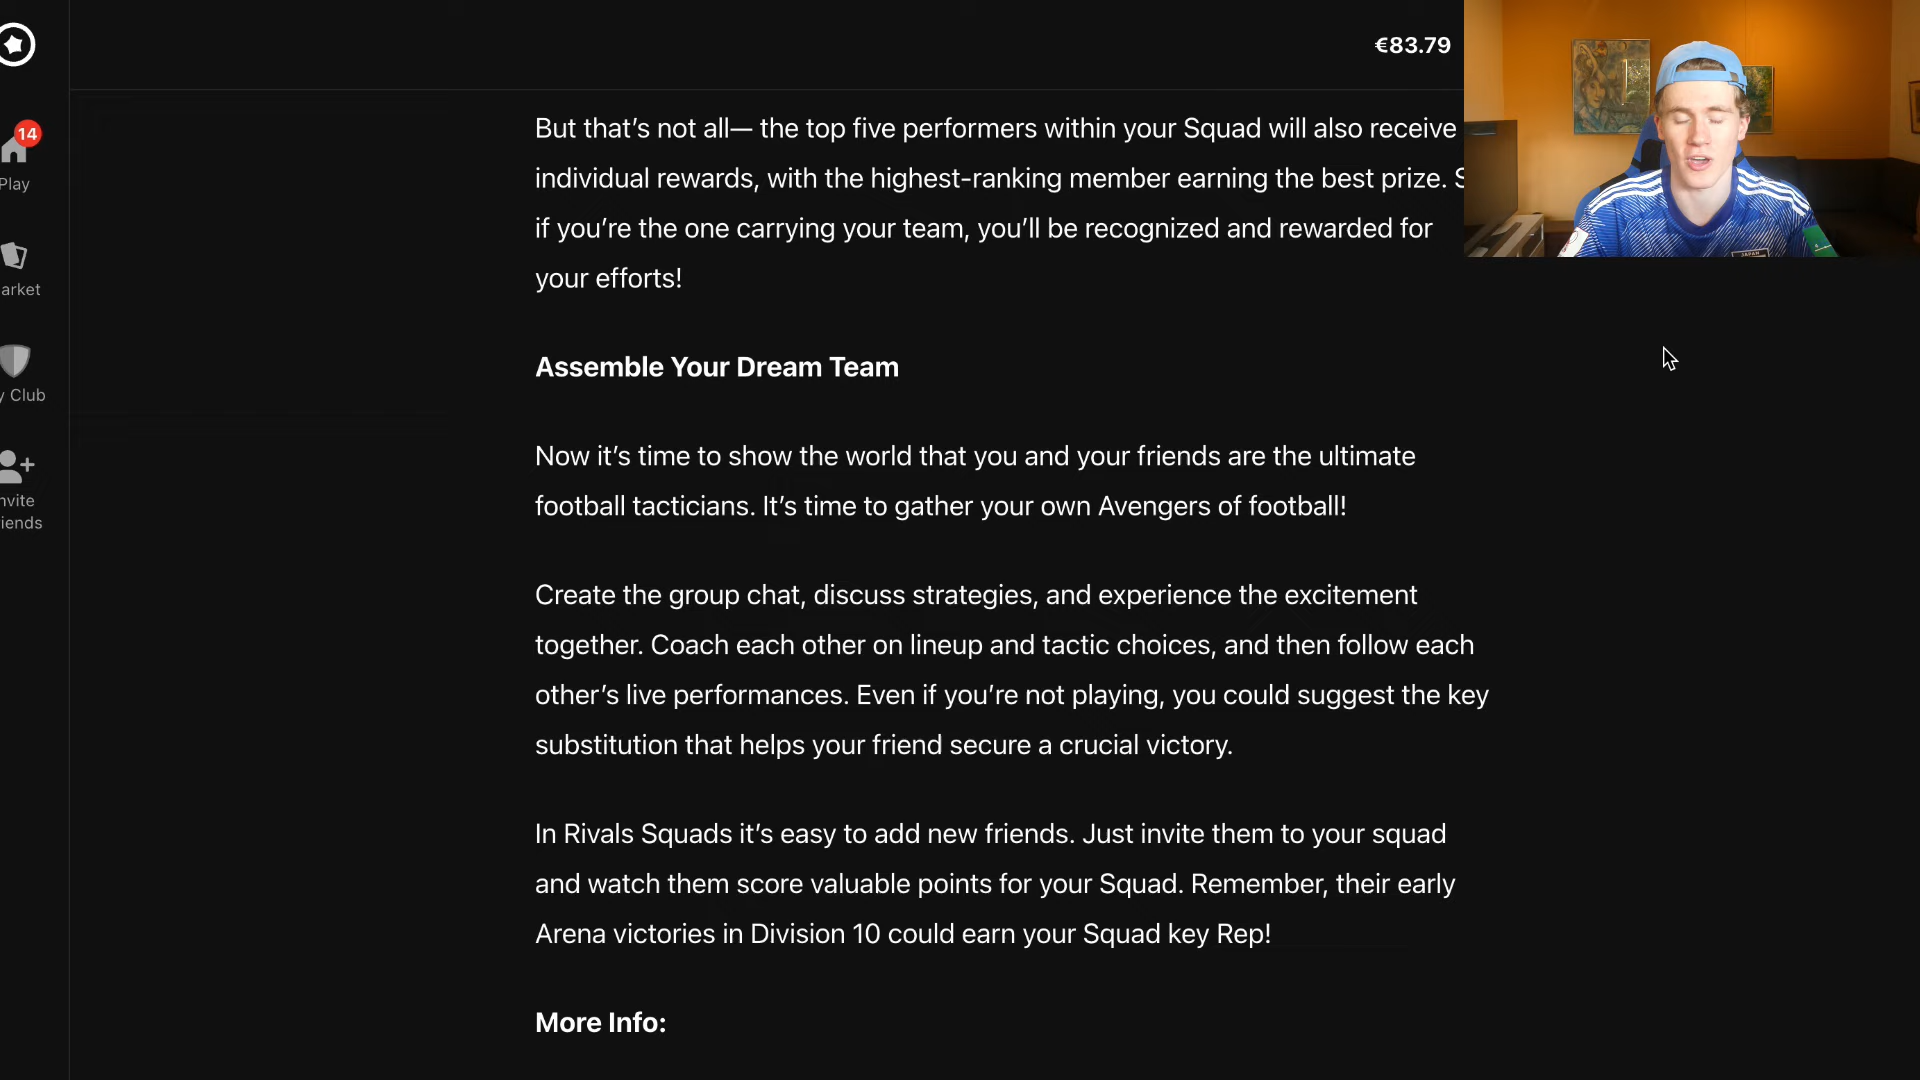 €83.79
14
Play
arket
y Club
nvite
iends
But that’s not all— the top five performers within your Squad will also receive
individual rewards, with the highest-ranking member earning the best prize. S
if you’re the one carrying your team, you’ll be recognized and rewarded for
your efforts!
Assemble Your Dream Team
Now it’s time to show the world that you and your friends are the ultimate
football tacticians. It’s time to gather your own Avengers of football!
Create the group chat, discuss strategies, and experience the excitement
together. Coach each other on lineup and tactic choices, and then follow each
other’s live performances. Even if you’re not playing, you could suggest the key
substitution that helps your friend secure a crucial victory.
In Rivals Squads it’s easy to add new friends. Just invite them to your squad
and watch them score valuable points for your Squad. Remember, their early
Arena victories in Division 10 could earn your Squad key Rep!
More Info:
JAPAN